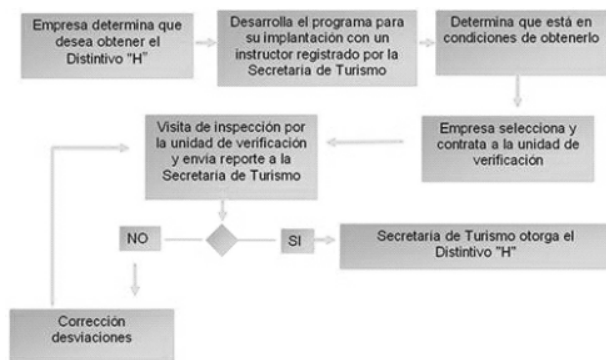 Empresa determina que
desea obtener el
Distintivo "H"
Desarrolla el programa para
su implantación con un
instructor registrado por la
Secretaria de Turismo
Determina que está en
condiciones de obtenerlo
Empresa selecciona y
contrata a la unidad de
verificación
Visita de inspección por
la unidad de verificación
y envia reporte a la
Secretaria de Turismo
NO
SI
Secretaria de Turismo otorga el
Distintivo "H"
Corrección
desviaciones